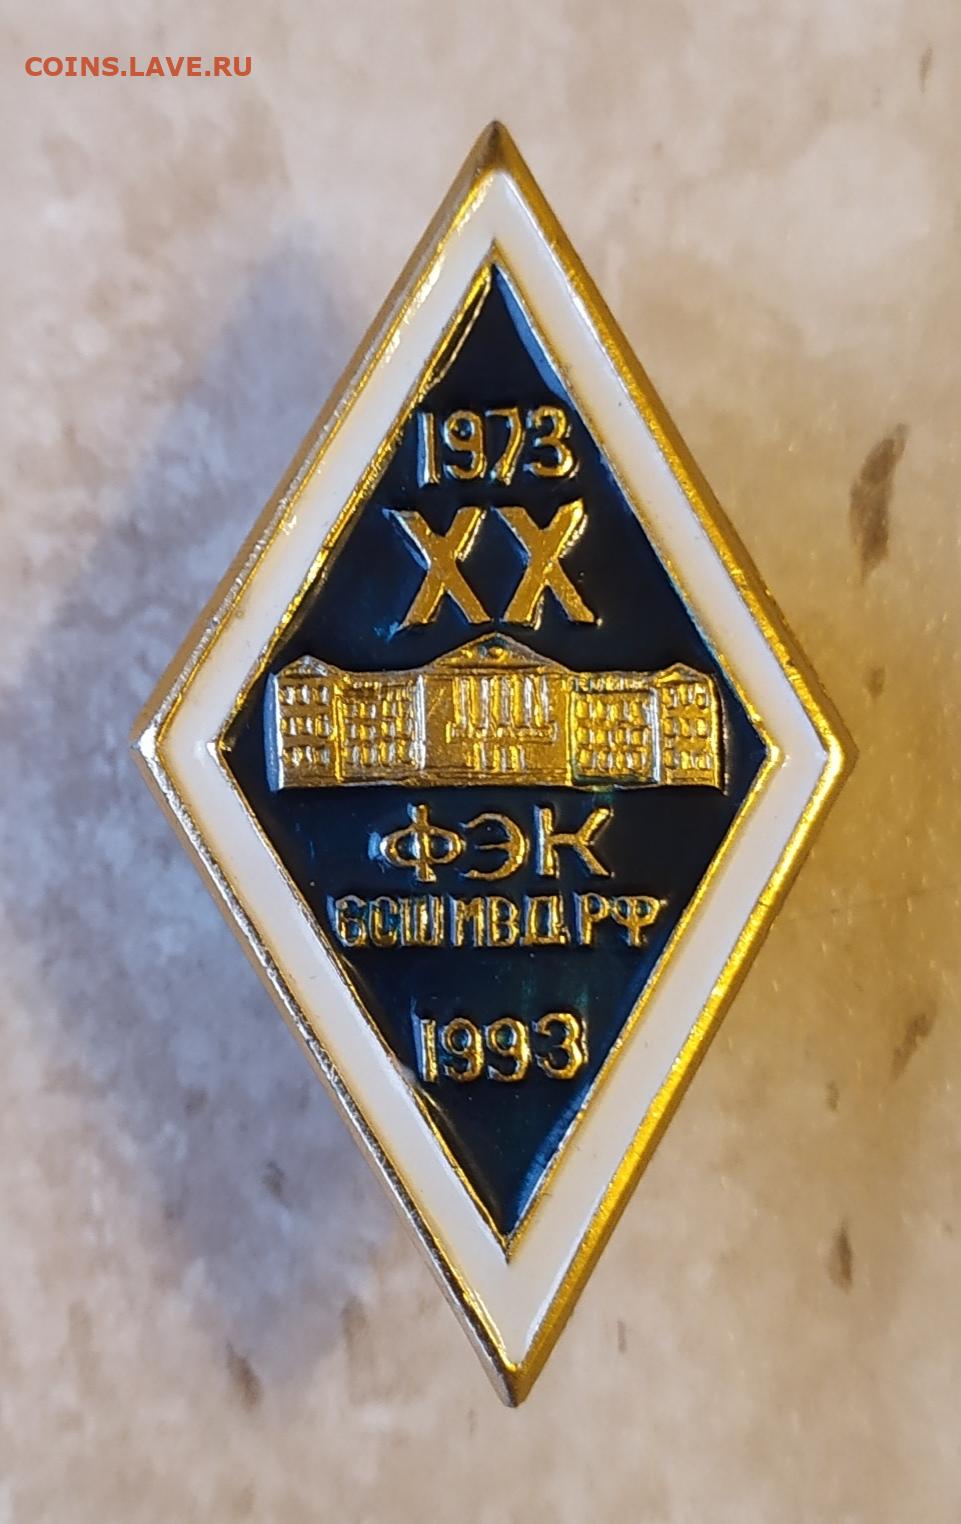 COINS.LAVE.RU
1973
XX
ФЭК
ВСШ МВД РФ
1993